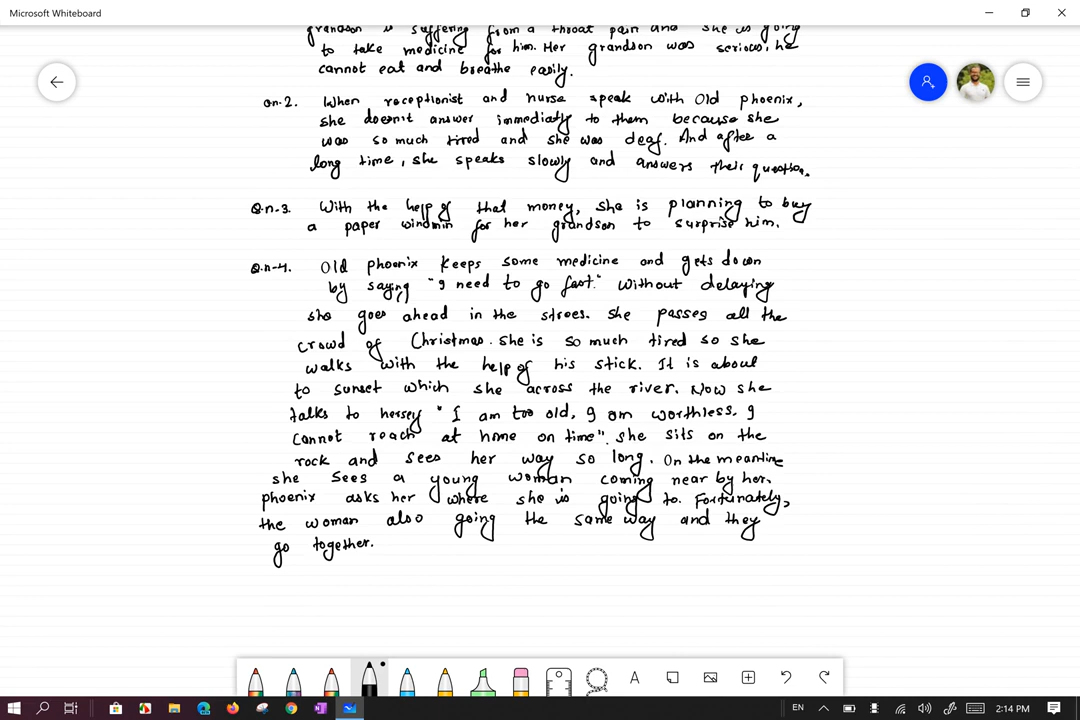 Microsoft Whiteboard
grandson is suffering from a throat pain and she is going
to take medicine for him. Her grandson was serious, he
cannot eat and breathe easily.
Qn-2. When receptionist and nurse speak with Old phoenix,
she doesn't answer immediatly to them because she
was so much tired and she was deaf. And after a
long time, she speaks slowly and answers their question.
Q.n-3. With the help of that money, she is planning to buy
a paper windmin for her grandson to surprise him.
Q.n-4. Old phoenix keeps some medicine and gets down
by saying "I need to go fast." Without delaying
she goes ahead in the strees. She passes all the
crowd of Christmas. She is so much tired so she
walks with the help of his stick. It is about
to sunset which she across the river. Now she
talks to hersey "I am too old, I am worthless. I
cannot reach at home on time". She sits on the
rock and sees her way so long. On the meantime
she sees a young woman coming near by her.
phoenix asks her where she is going to. Fortunately,
the woman also going the same way and they
go together.
A
EN 2:14 PM